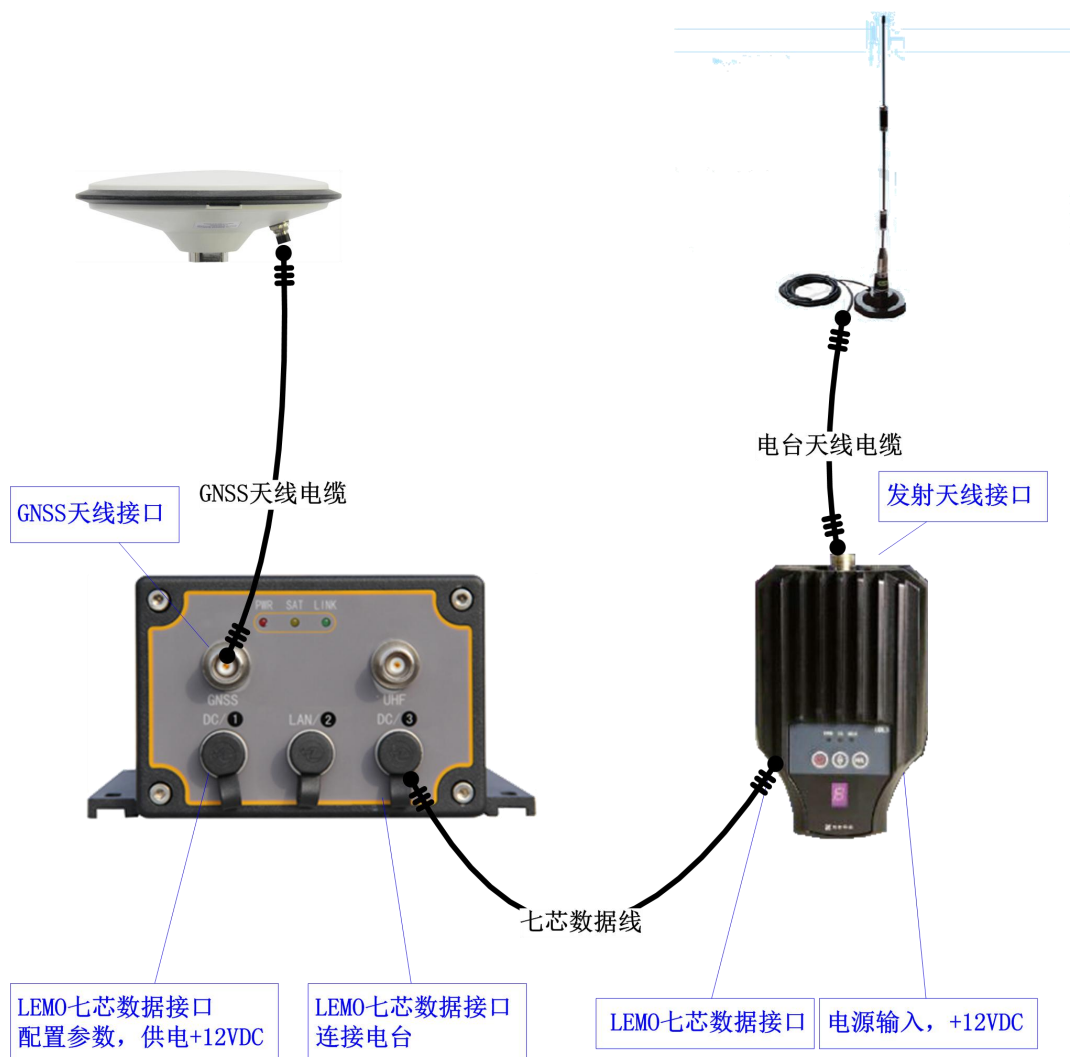 电台天线电缆
GNSS天线电缆
GNSS天线接口
发射天线接口
PWR SAT LINK
GNSS
UHF
DC/❶
LAN/❷
DC/❸
七芯数据线
LEMO七芯数据接口
配置参数，供电+12VDC
LEMO七芯数据接口
连接电台
LEMO七芯数据接口
电源输入，+12VDC